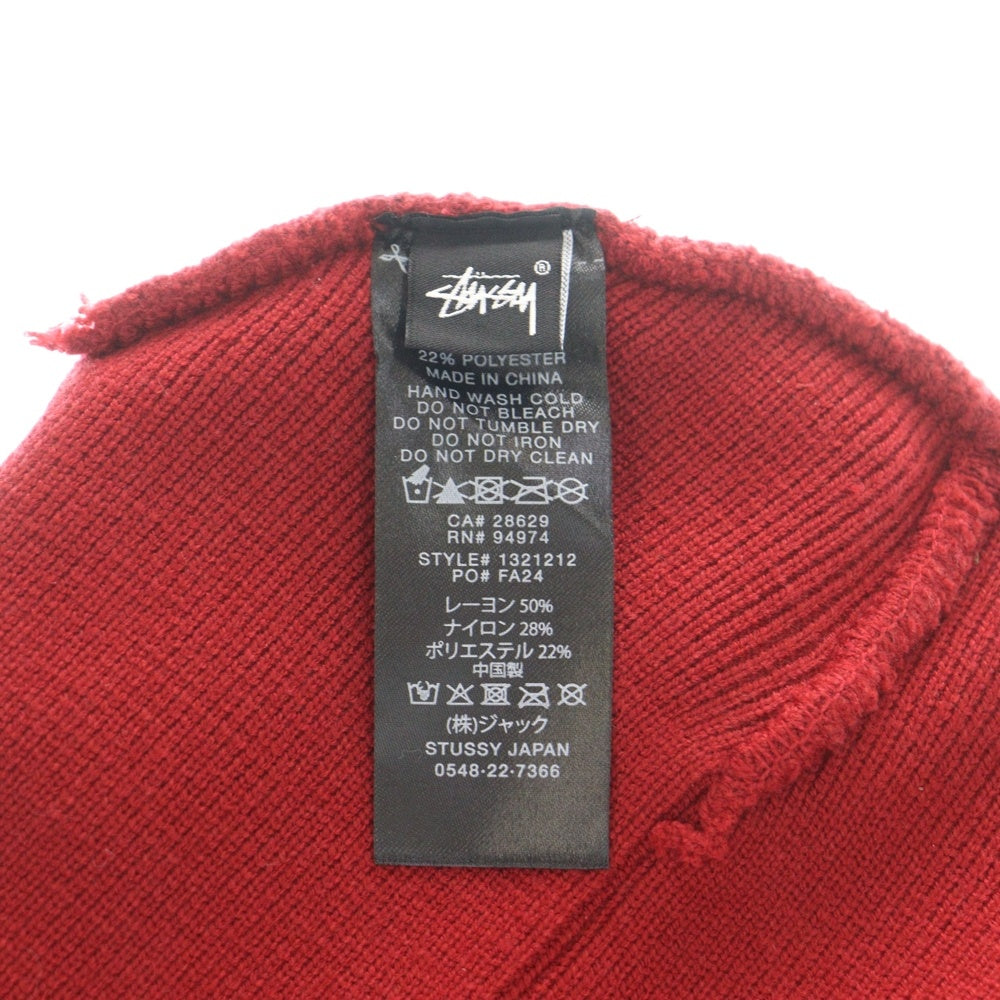 STÜSSY ®
22% POLYESTER
MADE IN CHINA
HAND WASH COLD
DO NOT BLEACH
DO NOT TUMBLE DRY
DO NOT IRON
DO NOT DRY CLEAN
CA# 28629
RN# 94974
STYLE# 1321212
PO# FA24
レーヨン 50%
ナイロン 28%
ポリエステル 22%
中国製
(株)ジャック
STUSSY JAPAN
0548-22-7366